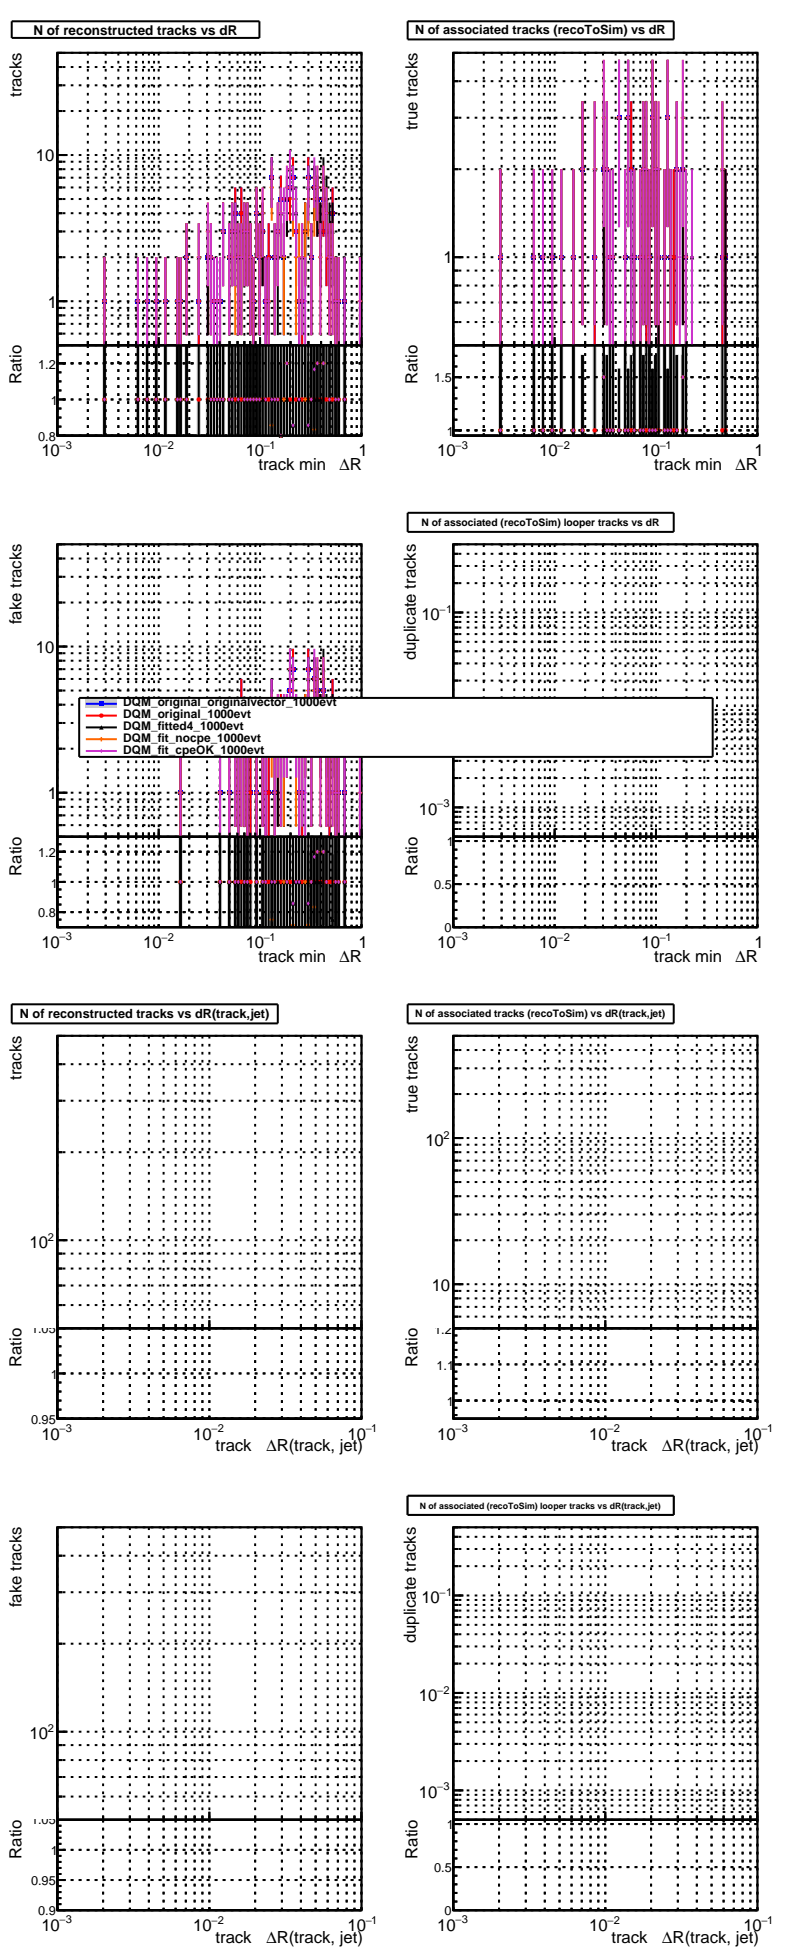 N of reconstructed tracks vs dR
tracks
10
1
Ratio
1.2
1
0.8
10−3 10−2 10−1 1
track min ΔR
N of associated tracks (recoToSim) vs dR
true tracks
1
Ratio
1.5
1
10−3 10−2 10−1 1
track min ΔR
fake tracks
10
1
Ratio
1.2
1
0.8
10−3 10−2 10−1 1
track min ΔR
N of associated (recoToSim) looper tracks vs dR
duplicate tracks
10−1
10−3
Ratio
1
0.5
0
10−3 10−2 10−1 1
track min ΔR
DQM_original_originalvector_1000evt
DQM_original_1000evt
DQM_fitted4_1000evt
DQM_fit_nocpe_1000evt
DQM_fit_cpeOK_1000evt
N of reconstructed tracks vs dR(track,jet)
tracks
102
Ratio
1.05
1
0.95
10−3 10−2 10−1
track ΔR(track, jet)
N of associated tracks (recoToSim) vs dR(track,jet)
true tracks
102
10
Ratio
1.2
1.1
1
10−3 10−2 10−1
track ΔR(track, jet)
fake tracks
102
Ratio
1.05
1
0.95
0.9
10−3 10−2 10−1
track ΔR(track, jet)
N of associated (recoToSim) looper tracks vs dR(track,jet)
duplicate tracks
10−1
10−2
10−3
Ratio
1
0.5
0
10−3 10−2 10−1
track ΔR(track, jet)